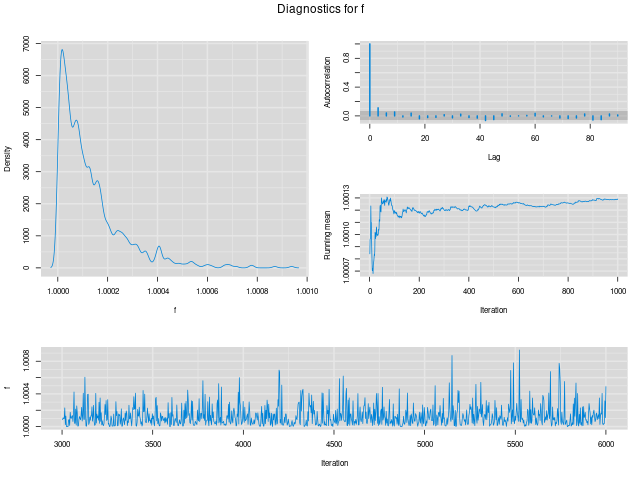 Diagnostics for f
Density
0 1000 2000 3000 4000 5000 6000 7000
1.0000 1.0002 1.0004 1.0006 1.0008 1.0010
f
Autocorrelation
0.0 0.4 0.8
0 20 40 60 80
Lag
Running mean
1.00007 1.00010 1.00013
0 200 400 600 800 1000
Iteration
f
1.0000 1.0004 1.0008
3000 3500 4000 4500 5000 5500 6000
Iteration